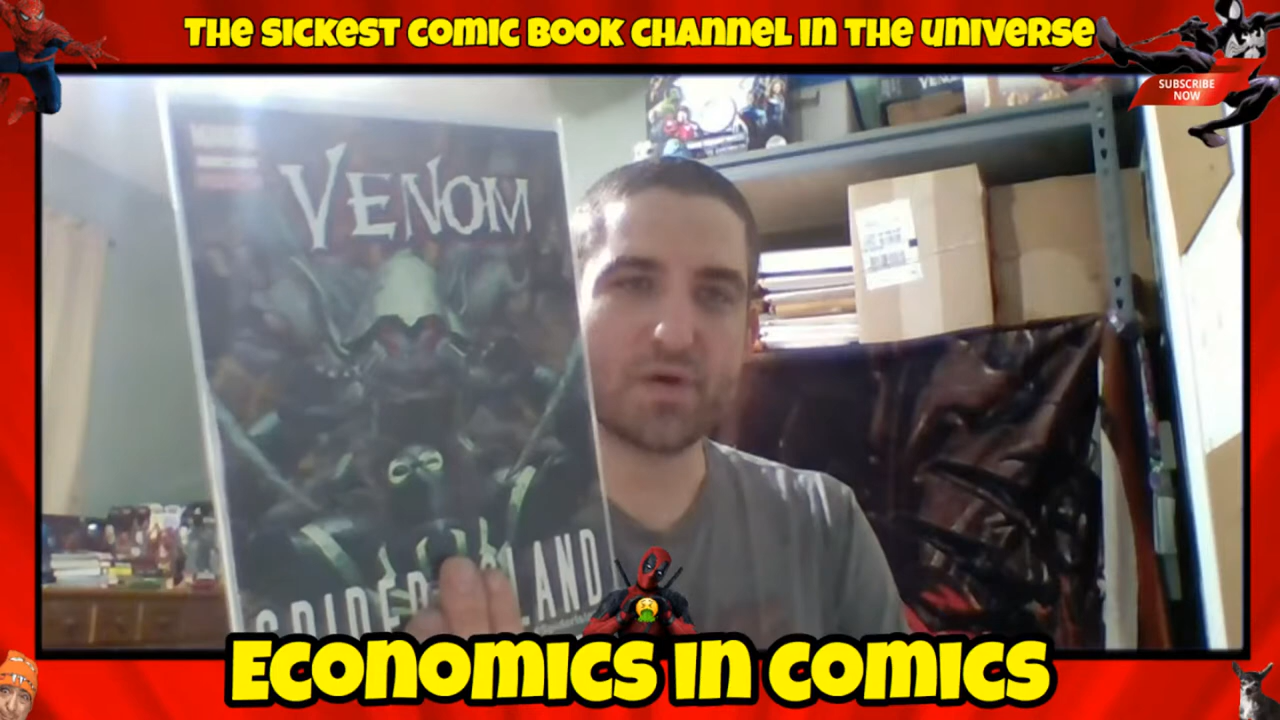 THE SICKEST COMIC BOOK CHANNEL IN THE UNIVERSE
SUBSCRIBE
NOW
VENOM
ECONOMICS IN COMICS